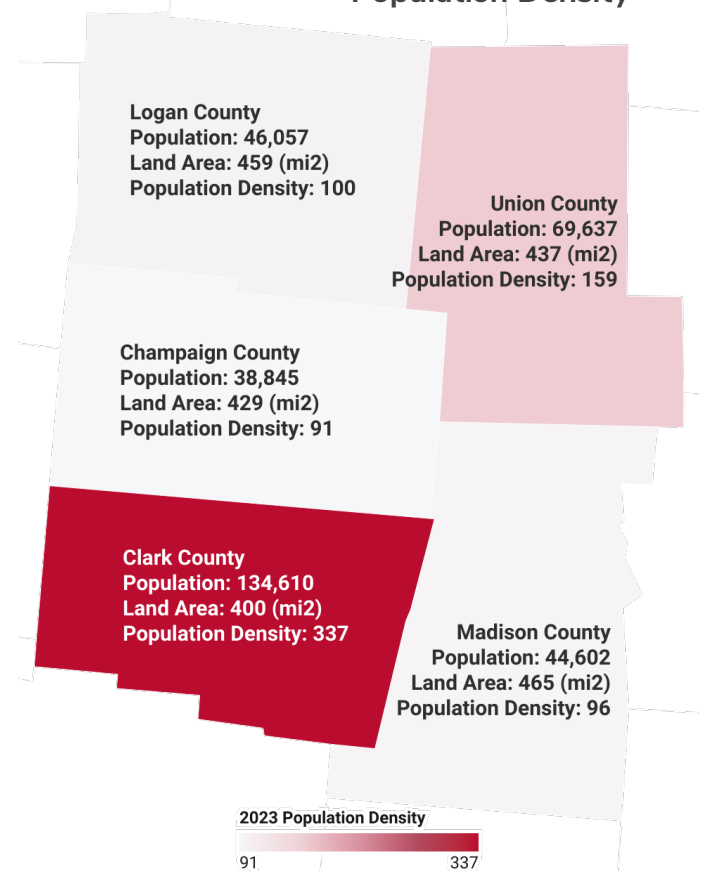 Population Density
Logan County
Population: 46,057
Land Area: 459 (mi2)
Population Density: 100
Union County
Population: 69,637
Land Area: 437 (mi2)
Population Density: 159
Champaign County
Population: 38,845
Land Area: 429 (mi2)
Population Density: 91
Clark County
Population: 134,610
Land Area: 400 (mi2)
Population Density: 337
Madison County
Population: 44,602
Land Area: 465 (mi2)
Population Density: 96
2023 Population Density
91 337